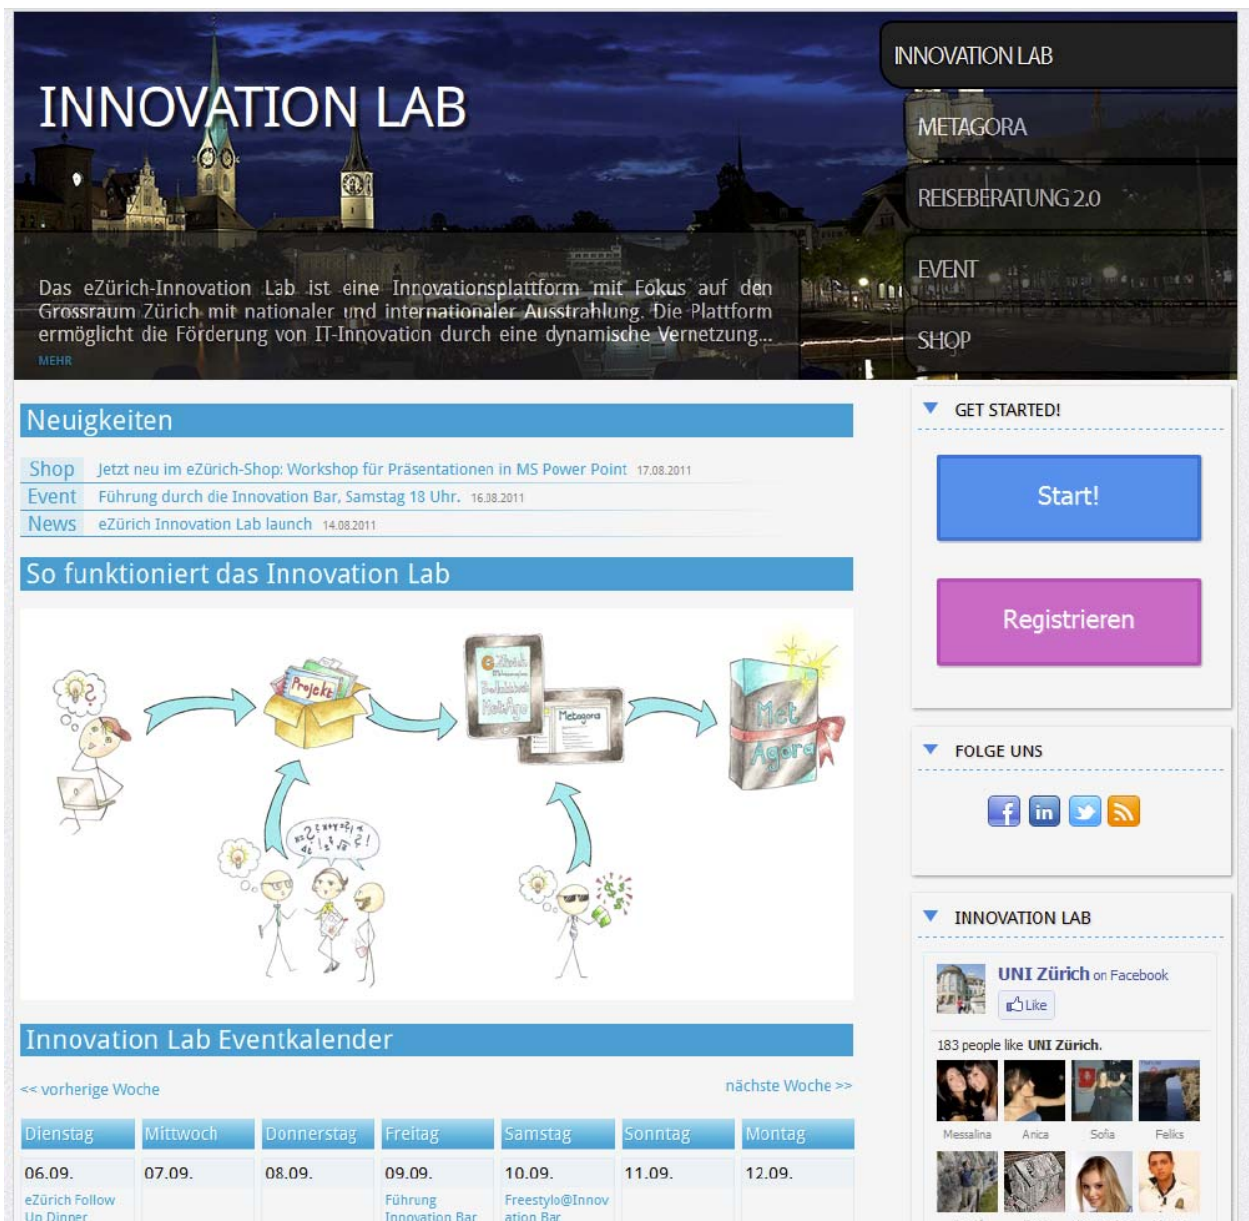 INNOVATION LAB
Das eZürich-Innovation Lab ist eine Innovationsplattform mit Fokus auf den
Grossraum Zürich mit nationaler und internationaler Ausstrahlung. Die Plattform
ermöglicht die Förderung von IT-Innovation durch eine dynamische Vernetzung...
MEHR
INNOVATION LAB
METAGORA
REISEBERATUNG 2.0
EVENT
SHOP
Neuigkeiten
Shop Jetzt neu im eZürich-Shop: Workshop für Präsentationen in MS Power Point 17.08.2011
Event Führung durch die Innovation Bar, Samstag 18 Uhr. 16.08.2011
News eZürich Innovation Lab launch 14.08.2011
So funktioniert das Innovation Lab
Projekt
eZürich
Metagora
Met
Agora
Innovation Lab Eventkalender
<< vorherige Woche
nächste Woche >>
Dienstag Mittwoch Donnerstag Freitag Samstag Sonntag Montag
06.09. 07.09. 08.09. 09.09. 10.09. 11.09. 12.09.
eZürich Follow
Up Dinner
Führung
Innovation Bar
Freestylo@Innov
ation Bar
GET STARTED!
Start!
Registrieren
FOLGE UNS
f in
INNOVATION LAB
UNI Zürich on Facebook
Like
183 people like UNI Zürich.
Messalina Anica Sofia Feliks